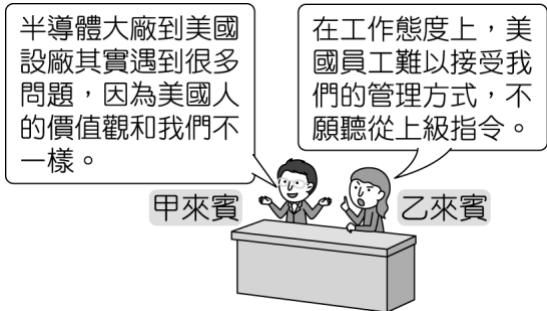 半導體大廠到美國
設廠其實遇到很多
問題，因為美國人
的價值觀和我們不
一樣。
在工作態度上，美
國員工難以接受我
們的管理方式，不
願聽從上級指令。
甲來賓
乙來賓